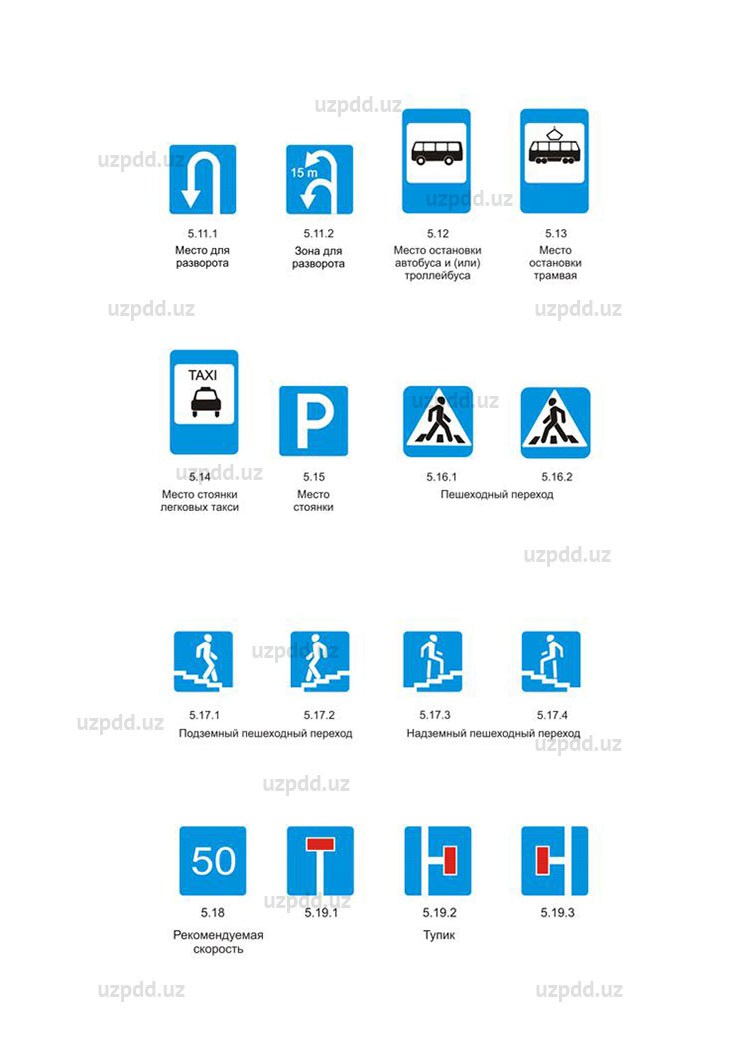 uzpdd.uz
uzpdd.uz
15 m
uzpdd.uz
5.11.1
5.11.2
5.12
5.13
Место для
разворота
Зона для
разворота
Место остановки
автобуса и (или)
троллейбуса
Место
остановки
трамвая
uzpdd.uz
uzpdd.uz
TAXI
P
uzpdd.uz
uzpdd.uz
5.14
5.15
5.16.1
5.16.2
Место стоянки
легковых такси
Место
стоянки
Пешеходный переход
uzpdd.uz
uzpdd.uz
5.17.1
5.17.2
5.17.3
5.17.4
uzpdd.uz
Подземный пешеходный переход
Надземный пешеходный переход
uzpdd.uz
uzpdd.uz
50
uzpdd.uz
5.18
5.19.1
5.19.2
5.19.3
Рекомендуемая
скорость
Тупик
uzpdd.uz
uzpdd.uz